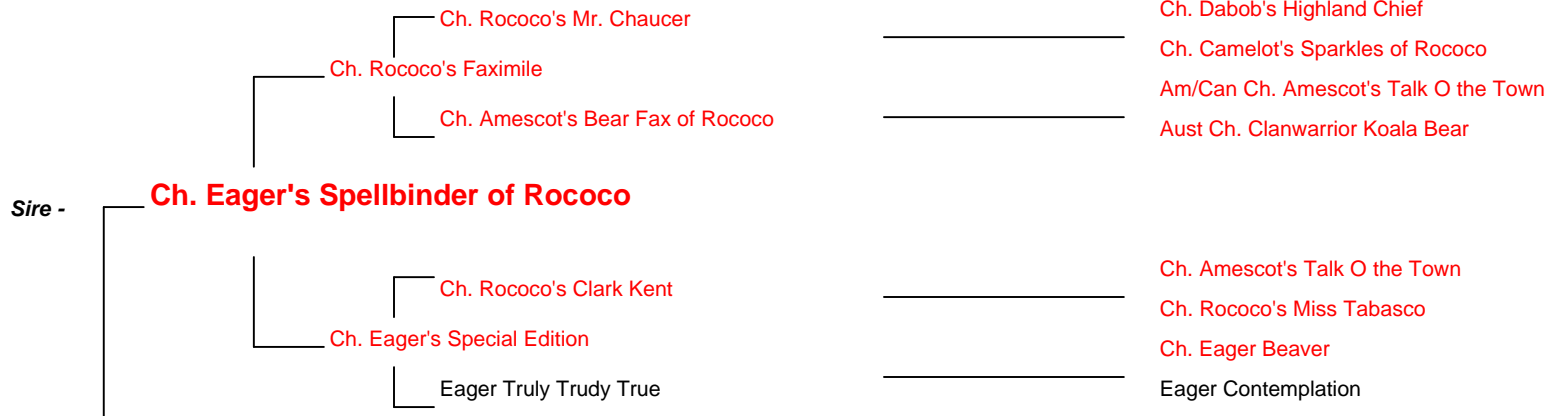 Ch. Dabob's Highland Chief
Ch. Rococo's Mr. Chaucer
Ch. Camelot's Sparkles of Rococo
Ch. Rococo's Faximile
Am/Can Ch. Amescot's Talk O the Town
Ch. Amescot's Bear Fax of Rococo
Aust Ch. Clanwarrior Koala Bear
Ch. Eager's Spellbinder of Rococo
Sire -
Ch. Amescot's Talk O the Town
Ch. Rococo's Clark Kent
Ch. Rococo's Miss Tabasco
Ch. Eager's Special Edition
Ch. Eager Beaver
Eager Truly Trudy True
Eager Contemplation